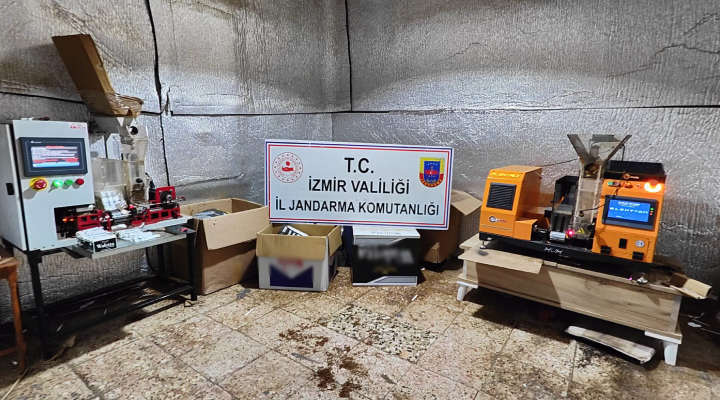 T.C.
İZMİR VALİLİĞİ
İL JANDARMA KOMUTANLIĞI